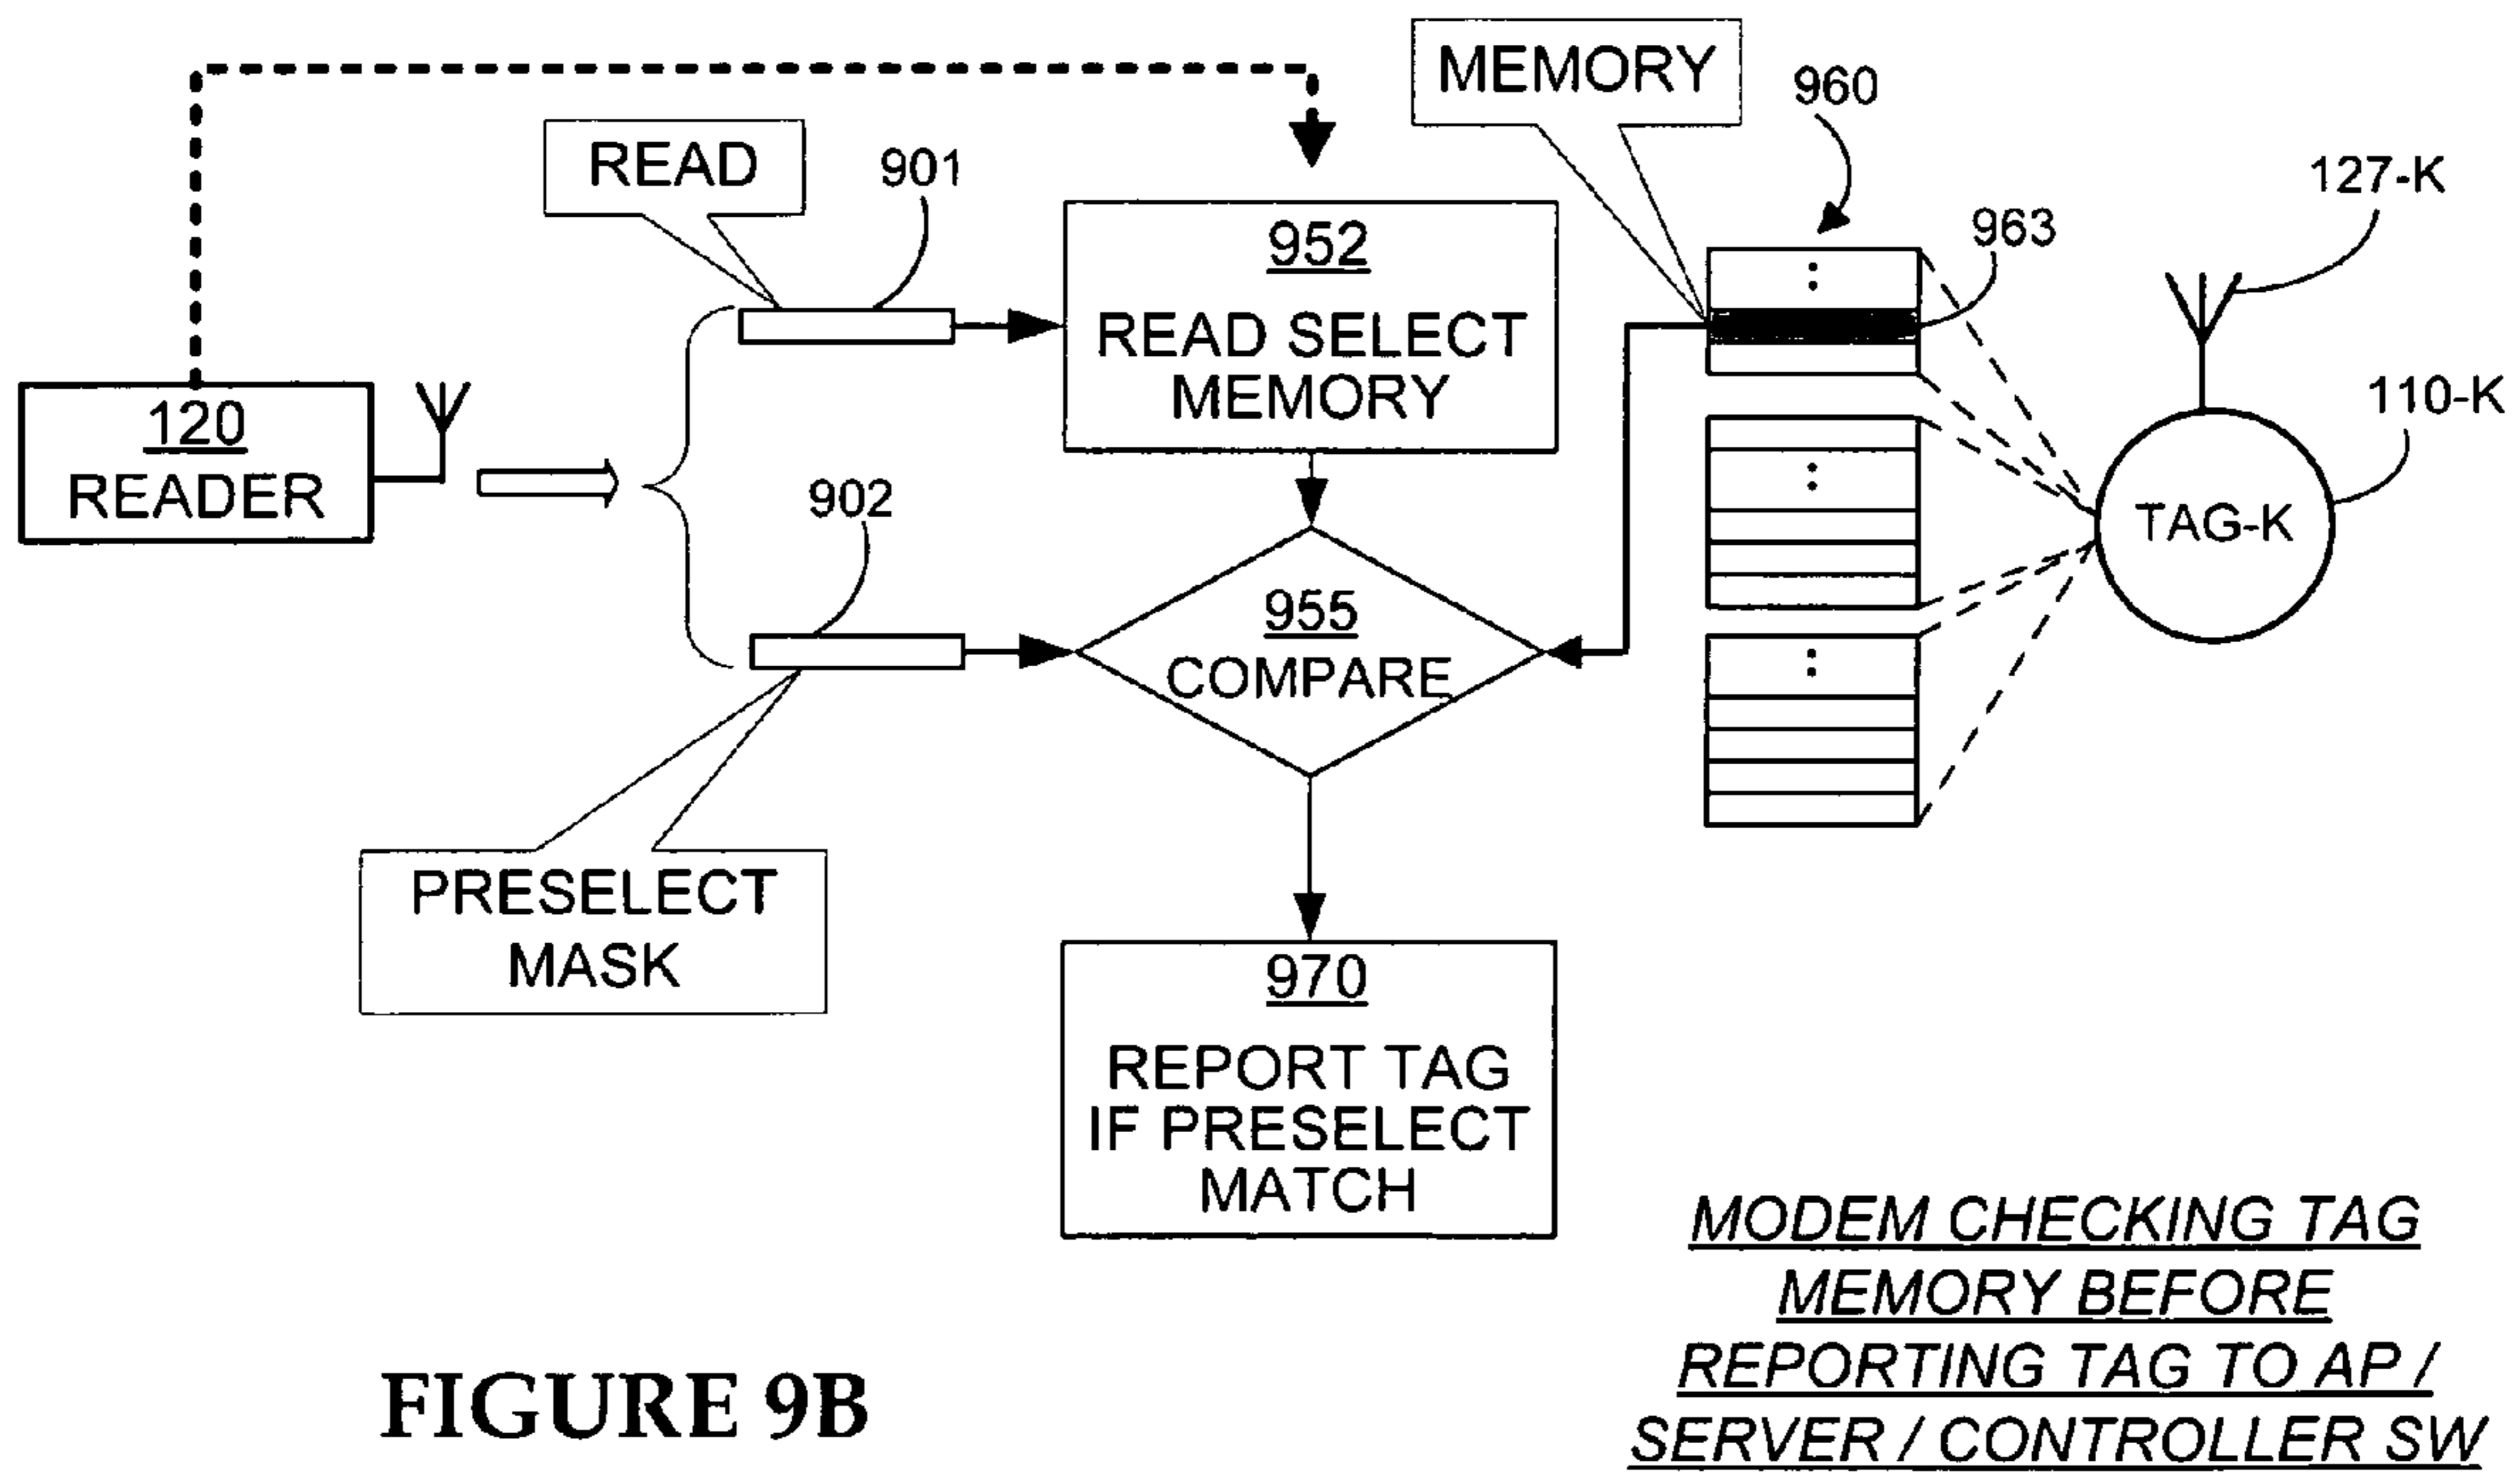 MEMORY
960
READ
901
127-K
963
952
READ SELECT
MEMORY
110-K
120
READER
902
TAG-K
955
COMPARE
PRESELECT
MASK
970
REPORT TAG
IF PRESELECT
MATCH
MODEM CHECKING TAG
MEMORY BEFORE
REPORTING TAG TO AP /
SERVER / CONTROLLER SW
FIGURE 9B